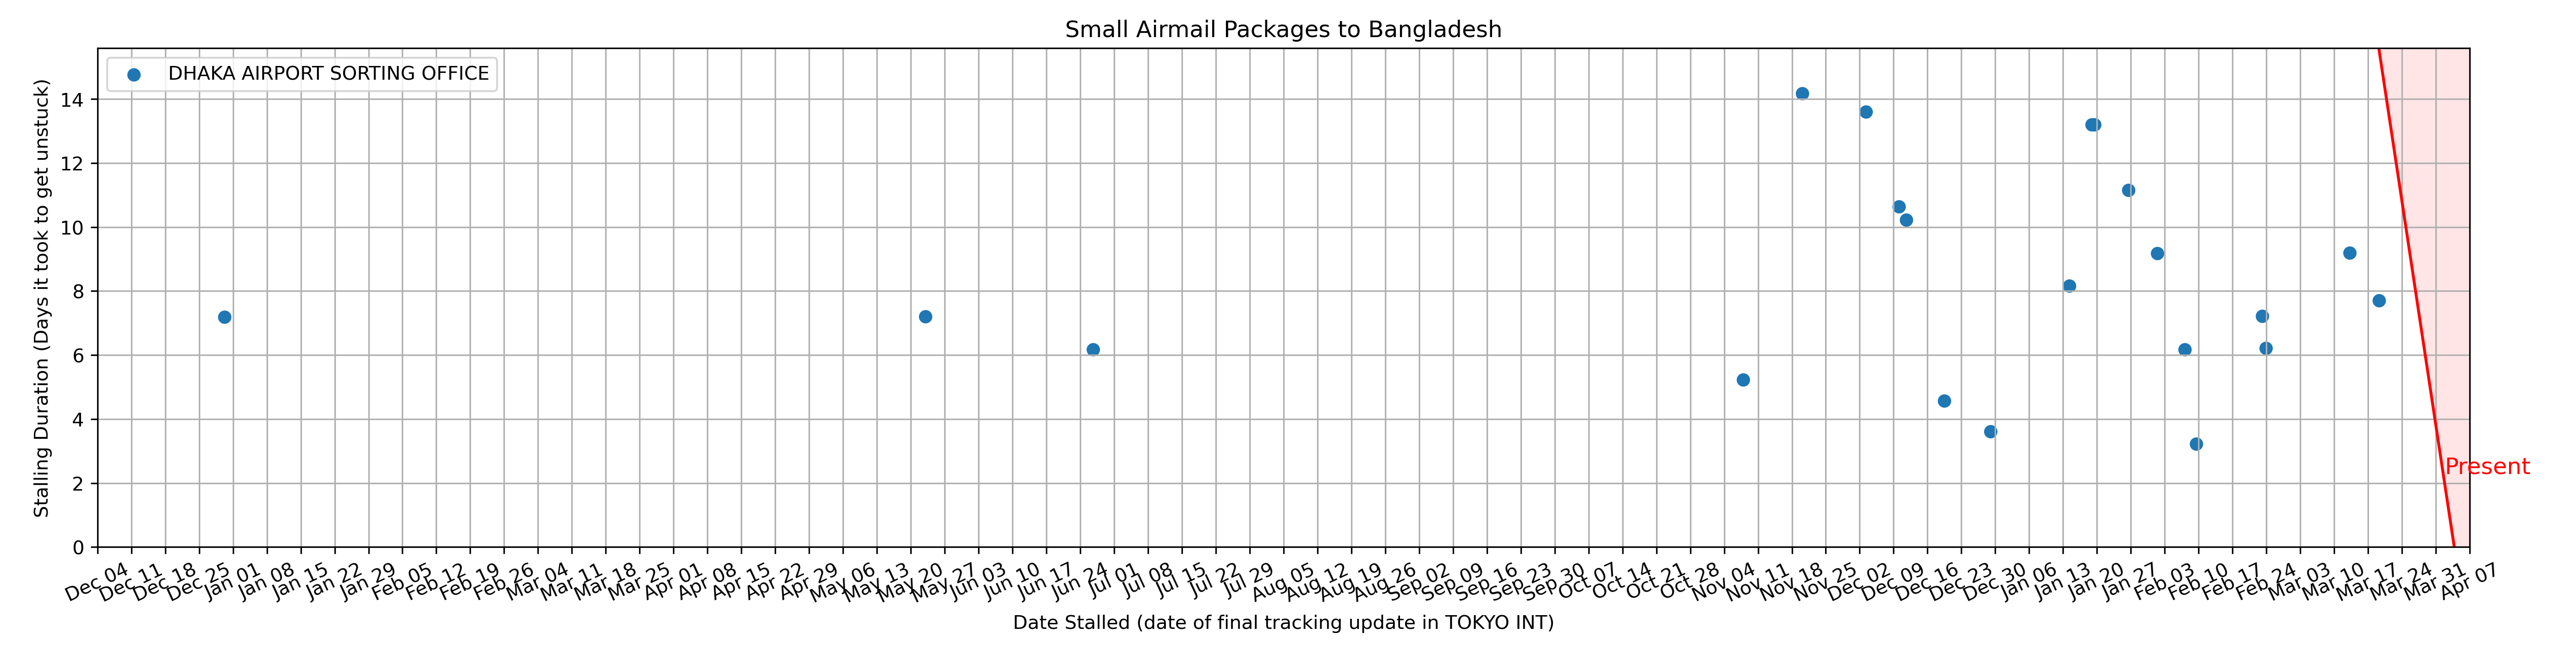 Small Airmail Packages to Bangladesh
DHAKA AIRPORT SORTING OFFICE
Stalling Duration (Days it took to get unstuck)
14
12
10
8
6
4
2
0
Present
Dec 04 Dec 11 Dec 18 Dec 25 Jan 01 Jan 08 Jan 15 Jan 22 Jan 29 Feb 05 Feb 12 Feb 19 Feb 26 Mar 04 Mar 11 Mar 18 Mar 25 Apr 01 Apr 08 Apr 15 Apr 22 Apr 29 May 06 May 13 May 20 May 27 Jun 03 Jun 10 Jun 17 Jun 24 Jul 01 Jul 08 Jul 15 Jul 22 Jul 29 Aug 05 Aug 12 Aug 19 Aug 26 Sep 02 Sep 09 Sep 16 Sep 23 Sep 30 Oct 07 Oct 14 Oct 21 Oct 28 Nov 04 Nov 11 Nov 18 Nov 25 Dec 02 Dec 09 Dec 16 Dec 23 Dec 30 Jan 06 Jan 13 Jan 20 Jan 27 Feb 03 Feb 10 Feb 17 Feb 24 Mar 03 Mar 10 Mar 17 Mar 24 Mar 31 Apr 07
Date Stalled (date of final tracking update in TOKYO INT)